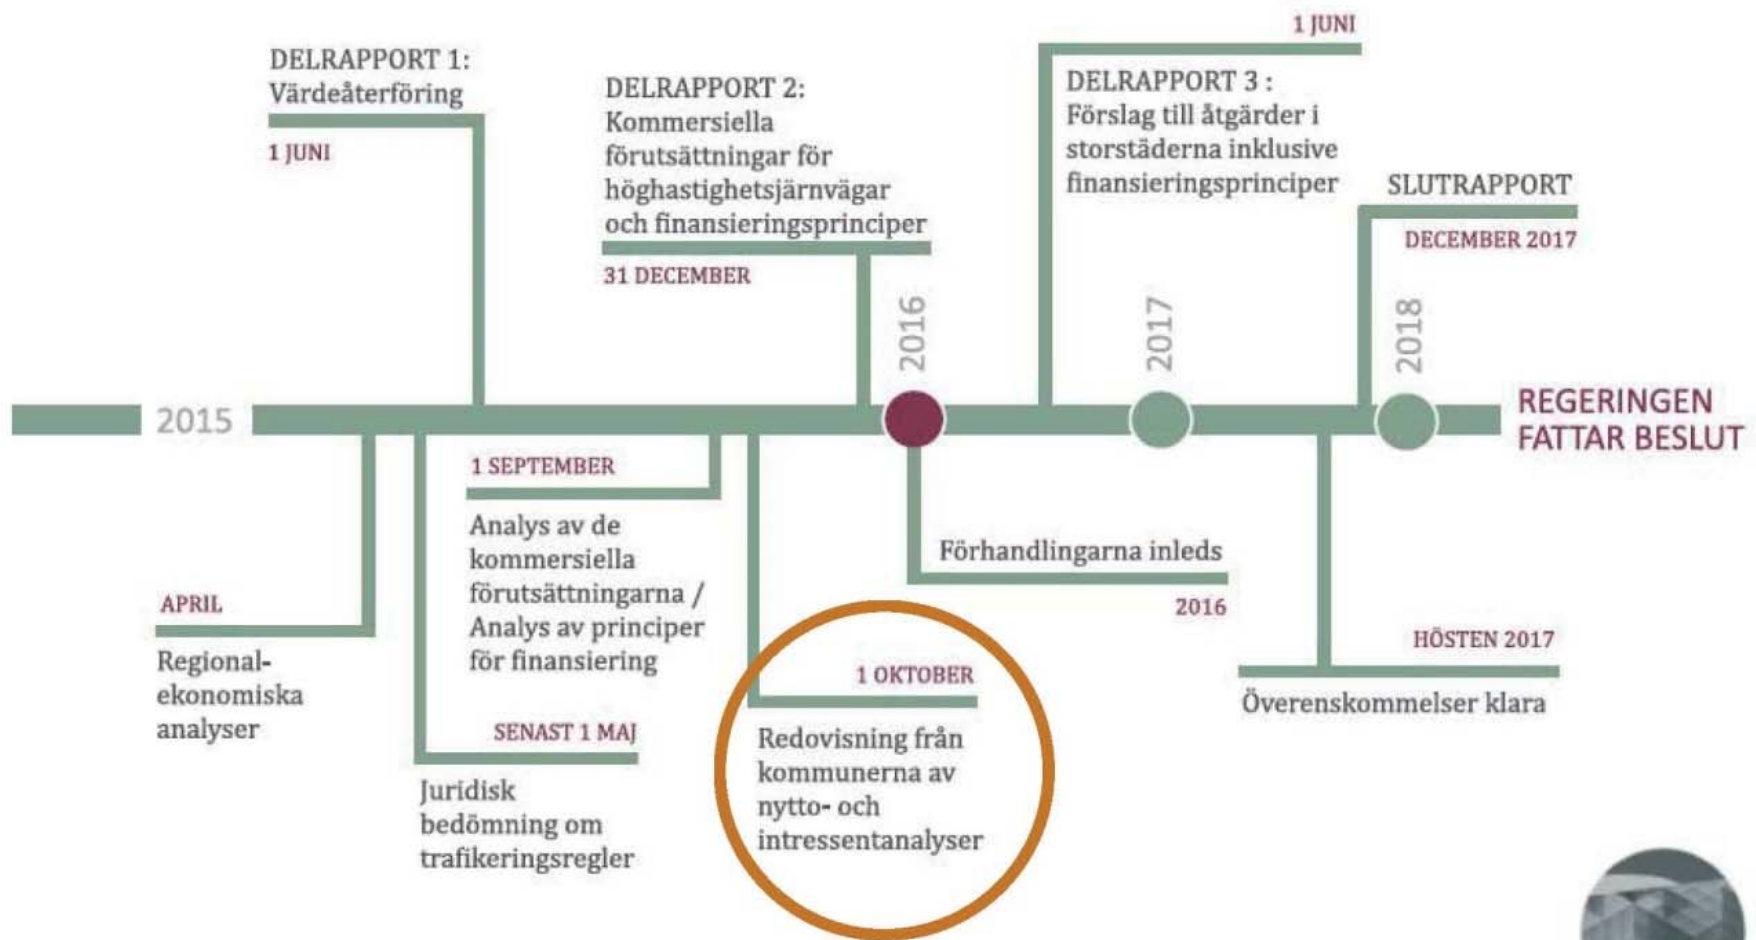 DELRAPPORT 1:
Värdeåterföring
1 JUNI
DELRAPPORT 2:
Kommersiella
förutsättningar för
höghastighetsjärnvägar
och finansieringsprinciper
31 DECEMBER
1 JUNI
DELRAPPORT 3 :
Förslag till åtgärder i
storstäderna inklusive
finansieringsprinciper
SLUTRAPPORT
DECEMBER 2017
2015
2016
2017
2018
REGERINGEN
FATTAR BESLUT
APRIL
Regional-
ekonomiska
analyser
SENAST 1 MAJ
Juridisk
bedömning om
trafikeringsregler
1 SEPTEMBER
Analys av de
kommersiella
förutsättningarna /
Analys av principer
för finansiering
1 OKTOBER
Redovisning från
kommunerna av
nytto- och
intressentanalyser
Förhandlingarna inleds
2016
HÖSTEN 2017
Överenskommelser klara